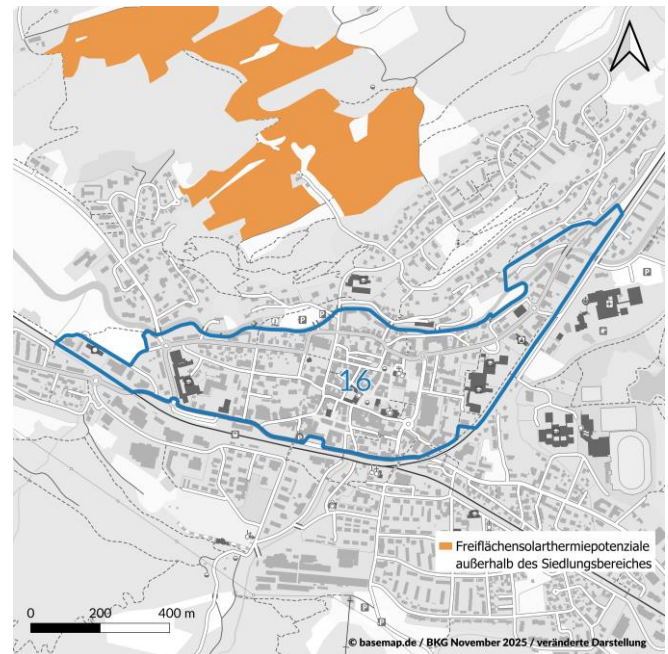 16
Freiflächensolarthermiepotenziale
außerhalb des Siedlungsbereiches
0 200 400 m
© basemap.de / BKG November 2025 / veränderte Darstellung